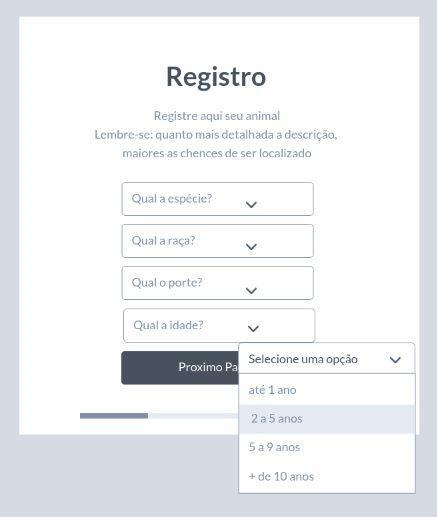 Registro
Registre aqui seu animal
Lembre-se: quanto mais detalhada a descrição,
maiores as chences de ser localizado
Qual a espécie?
Qual a raça?
Qual o porte?
Qual a idade?
Proximo Pa
Selecione uma opção
até 1 ano
2 a 5 anos
5 a 9 anos
+ de 10 anos